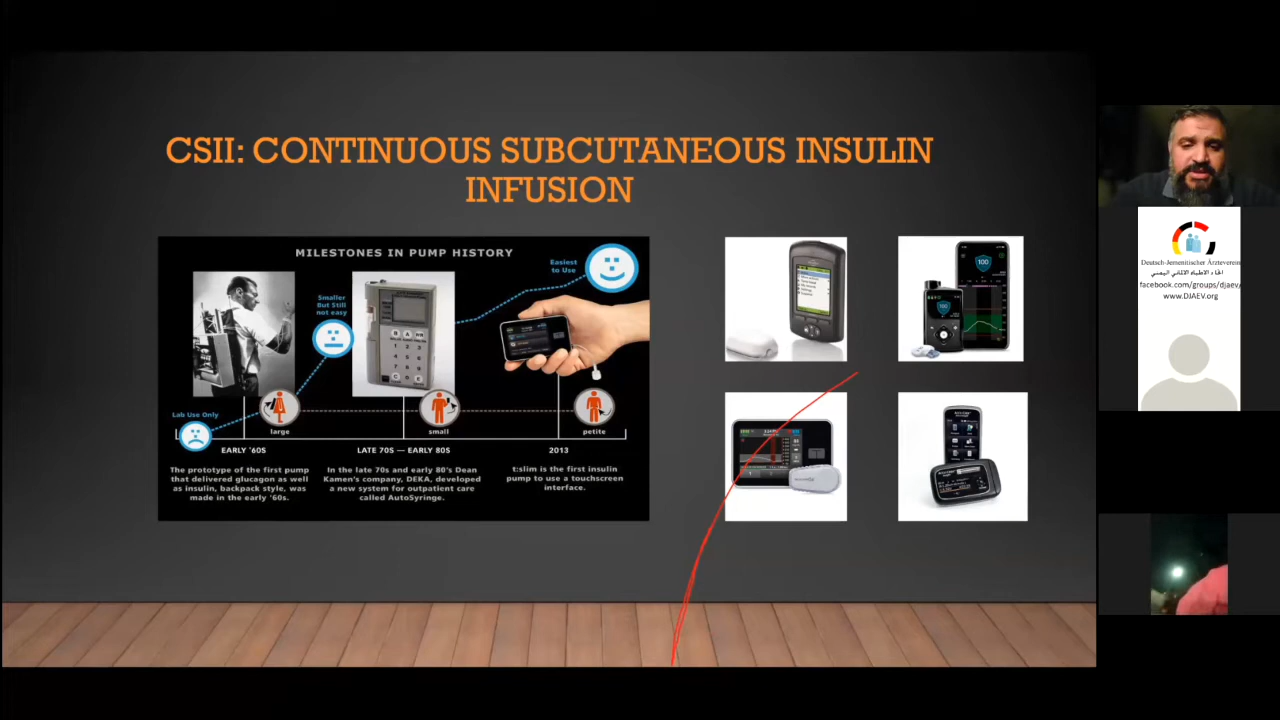 CSII: CONTINUOUS SUBCUTANEOUS INSULIN
INFUSION
MILESTONES IN PUMP HISTORY
Easiest
to Use
Smaller
But Still
not easy
Lab Use Only
large
small
petite
EARLY '60S
LATE 70S — EARLY 80S
2013
The prototype of the first pump
that delivered glucagon as well
as insulin, backpack style, was
made in the early '60s.
In the late 70s and early 80's Dean
Kamen's company, DEKA, developed
a new system for outpatient care
called AutoSyringe.
t:slim is the first insulin
pump to use a touchscreen
interface.
100
100
Deutsch-Jemenitischer Ärzteverein
facebook.com/groups/djaev/
www.DJAEV.org